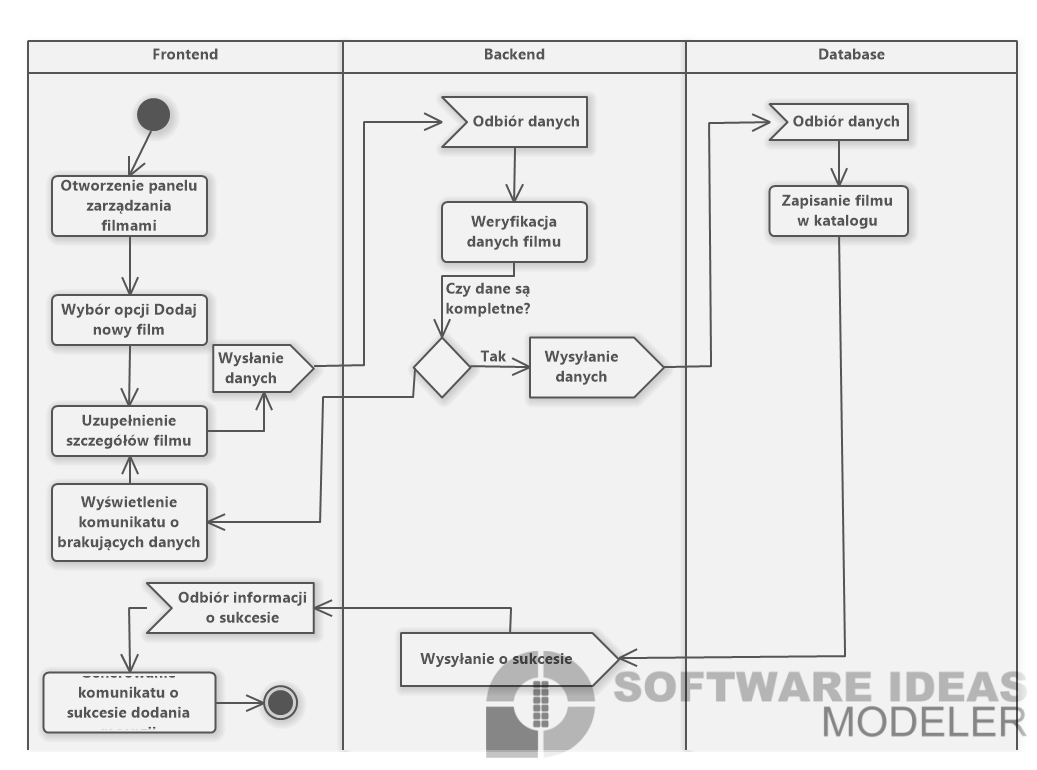 Frontend
Backend
Database
Otworzenie panelu
zarządzania
filmami
Wybór opcji Dodaj
nowy film
Uzupełnienie
szczegółów filmu
Wysłanie
danych
Wyświetlenie
komunikatu o
brakujących danych
Odbiór informacji
o sukcesie
komunikatu o
sukcesie dodania
Odbiór danych
Weryfikacja
danych filmu
Czy dane są
kompletne?
Tak
Wysyłanie
danych
Wysyłanie o sukcesie
Odbiór danych
Zapisanie filmu
w katalogu
SOFTWARE IDEAS
MODELER